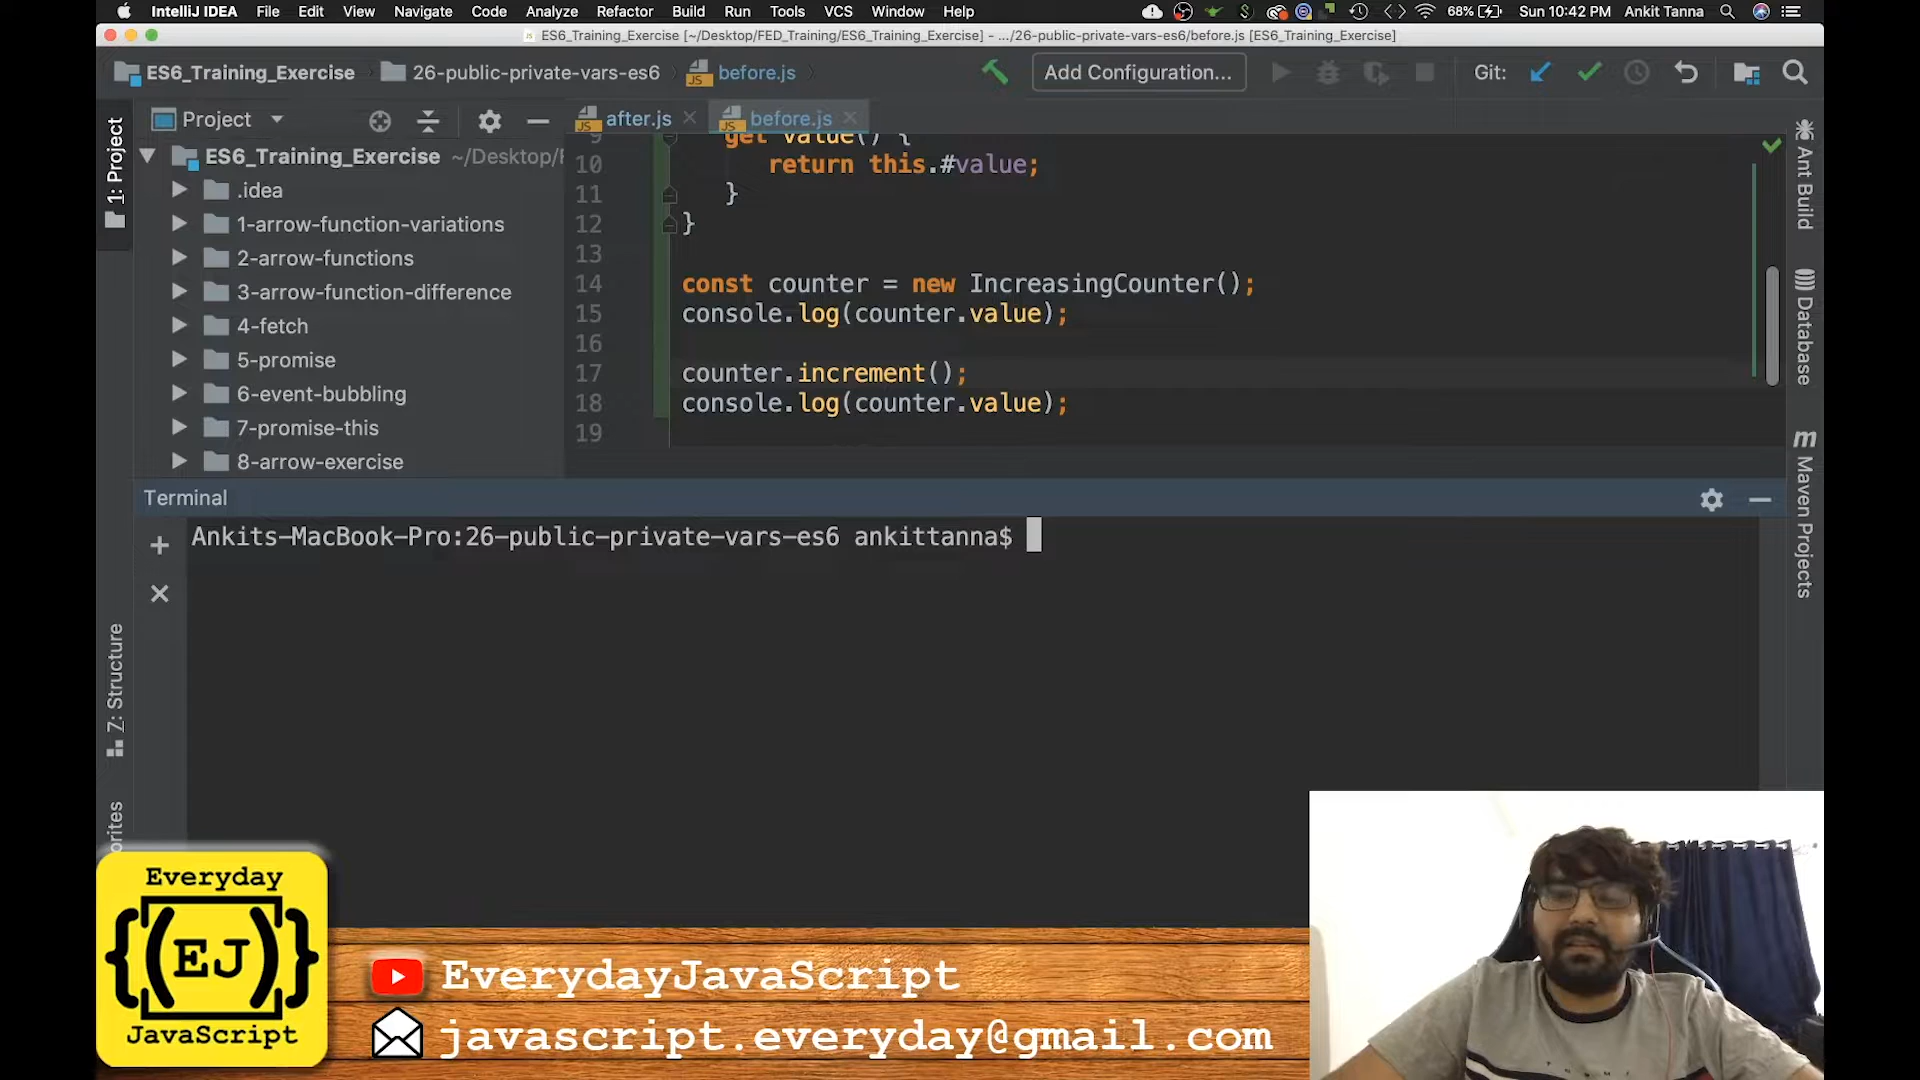 IntelliJ IDEA File Edit View Navigate Code Analyze Refactor Build Run Tools VCS Window Help 68% Sun 10:42 PM Ankit Tanna
ES6_Training_Exercise [~/Desktop/FED_Training/ES6_Training_Exercise] - .../26-public-private-vars-es6/before.js [ES6_Training_Exercise]
ES6_Training_Exercise 26-public-private-vars-es6 before.js Add Configuration... Git:
Project after.js before.js
1: Project
ES6_Training_Exercise ~/Desktop/
.idea
1-arrow-function-variations
2-arrow-functions
3-arrow-function-difference
4-fetch
5-promise
6-event-bubbling
7-promise-this
8-arrow-exercise
9 get value() {
10 return this.#value;
11 }
12 }
13
14 const counter = new IncreasingCounter();
15 console.log(counter.value);
16
17 counter.increment();
18 console.log(counter.value);
19
Ant Build
Database
m Maven Projects
Terminal
Ankits-MacBook-Pro:26-public-private-vars-es6 ankittanna$
Z: Structure
orites
Everyday
{(EJ)}
JavaScript
EverydayJavaScript
javascript.everyday@gmail.com